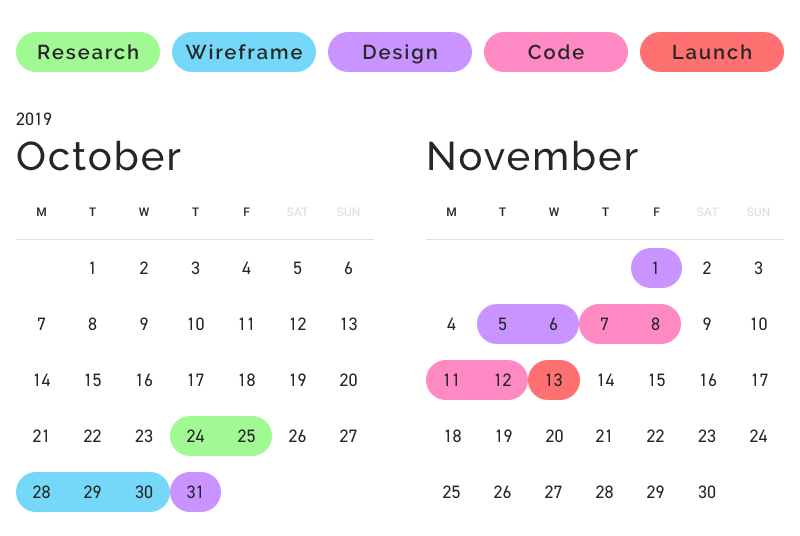 Research Wireframe Design Code Launch
2019
October
M T W T F SAT SUN
1 2 3 4 5 6
7 8 9 10 11 12 13
14 15 16 17 18 19 20
21 22 23 24 25 26 27
28 29 30 31
November
M T W T F SAT SUN
1 2 3
4 5 6 7 8 9 10
11 12 13 14 15 16 17
18 19 20 21 22 23 24
25 26 27 28 29 30